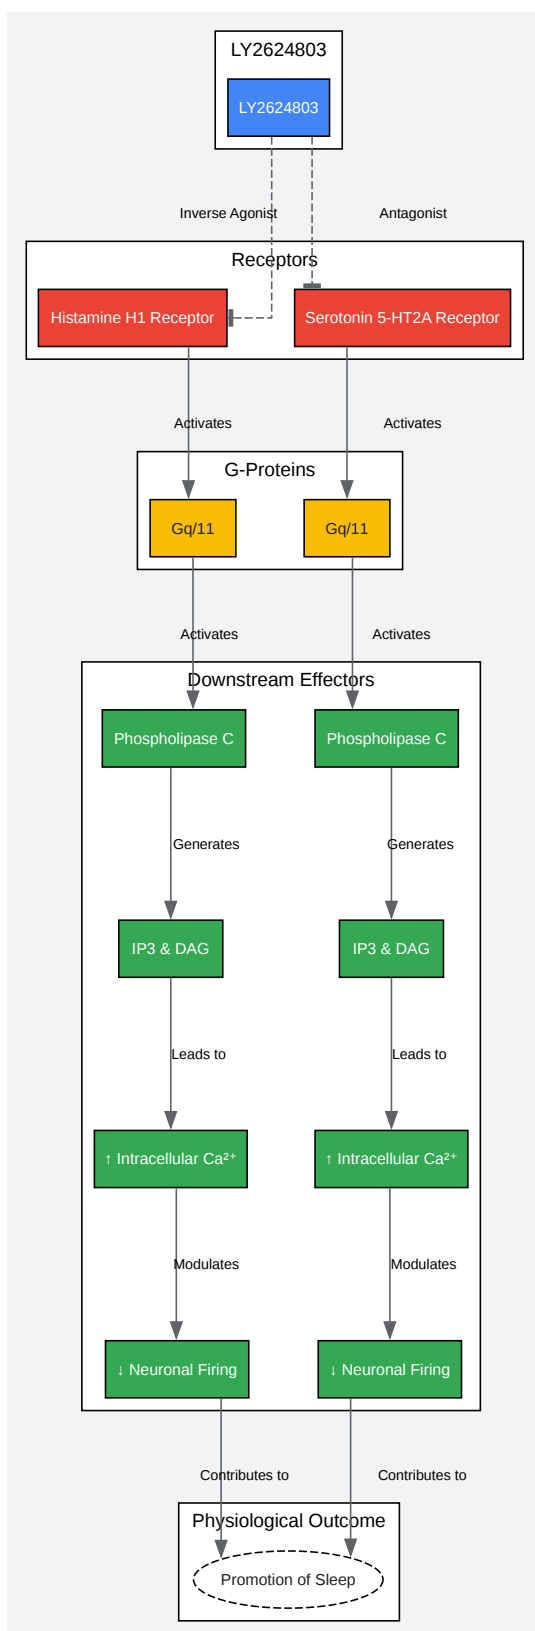 LY2624803
LY2624803
Inverse Agonist
Antagonist
Receptors
Histamine H1 Receptor
Serotonin 5-HT2A Receptor
Activates
Activates
G-Proteins
Gq/11
Gq/11
Activates
Activates
Downstream Effectors
Phospholipase C
Phospholipase C
Generates
Generates
IP3 & DAG
IP3 & DAG
Leads to
Leads to
↑ Intracellular Ca²⁺
↑ Intracellular Ca²⁺
Modulates
Modulates
↓ Neuronal Firing
↓ Neuronal Firing
Contributes to
Contributes to
Physiological Outcome
Promotion of Sleep